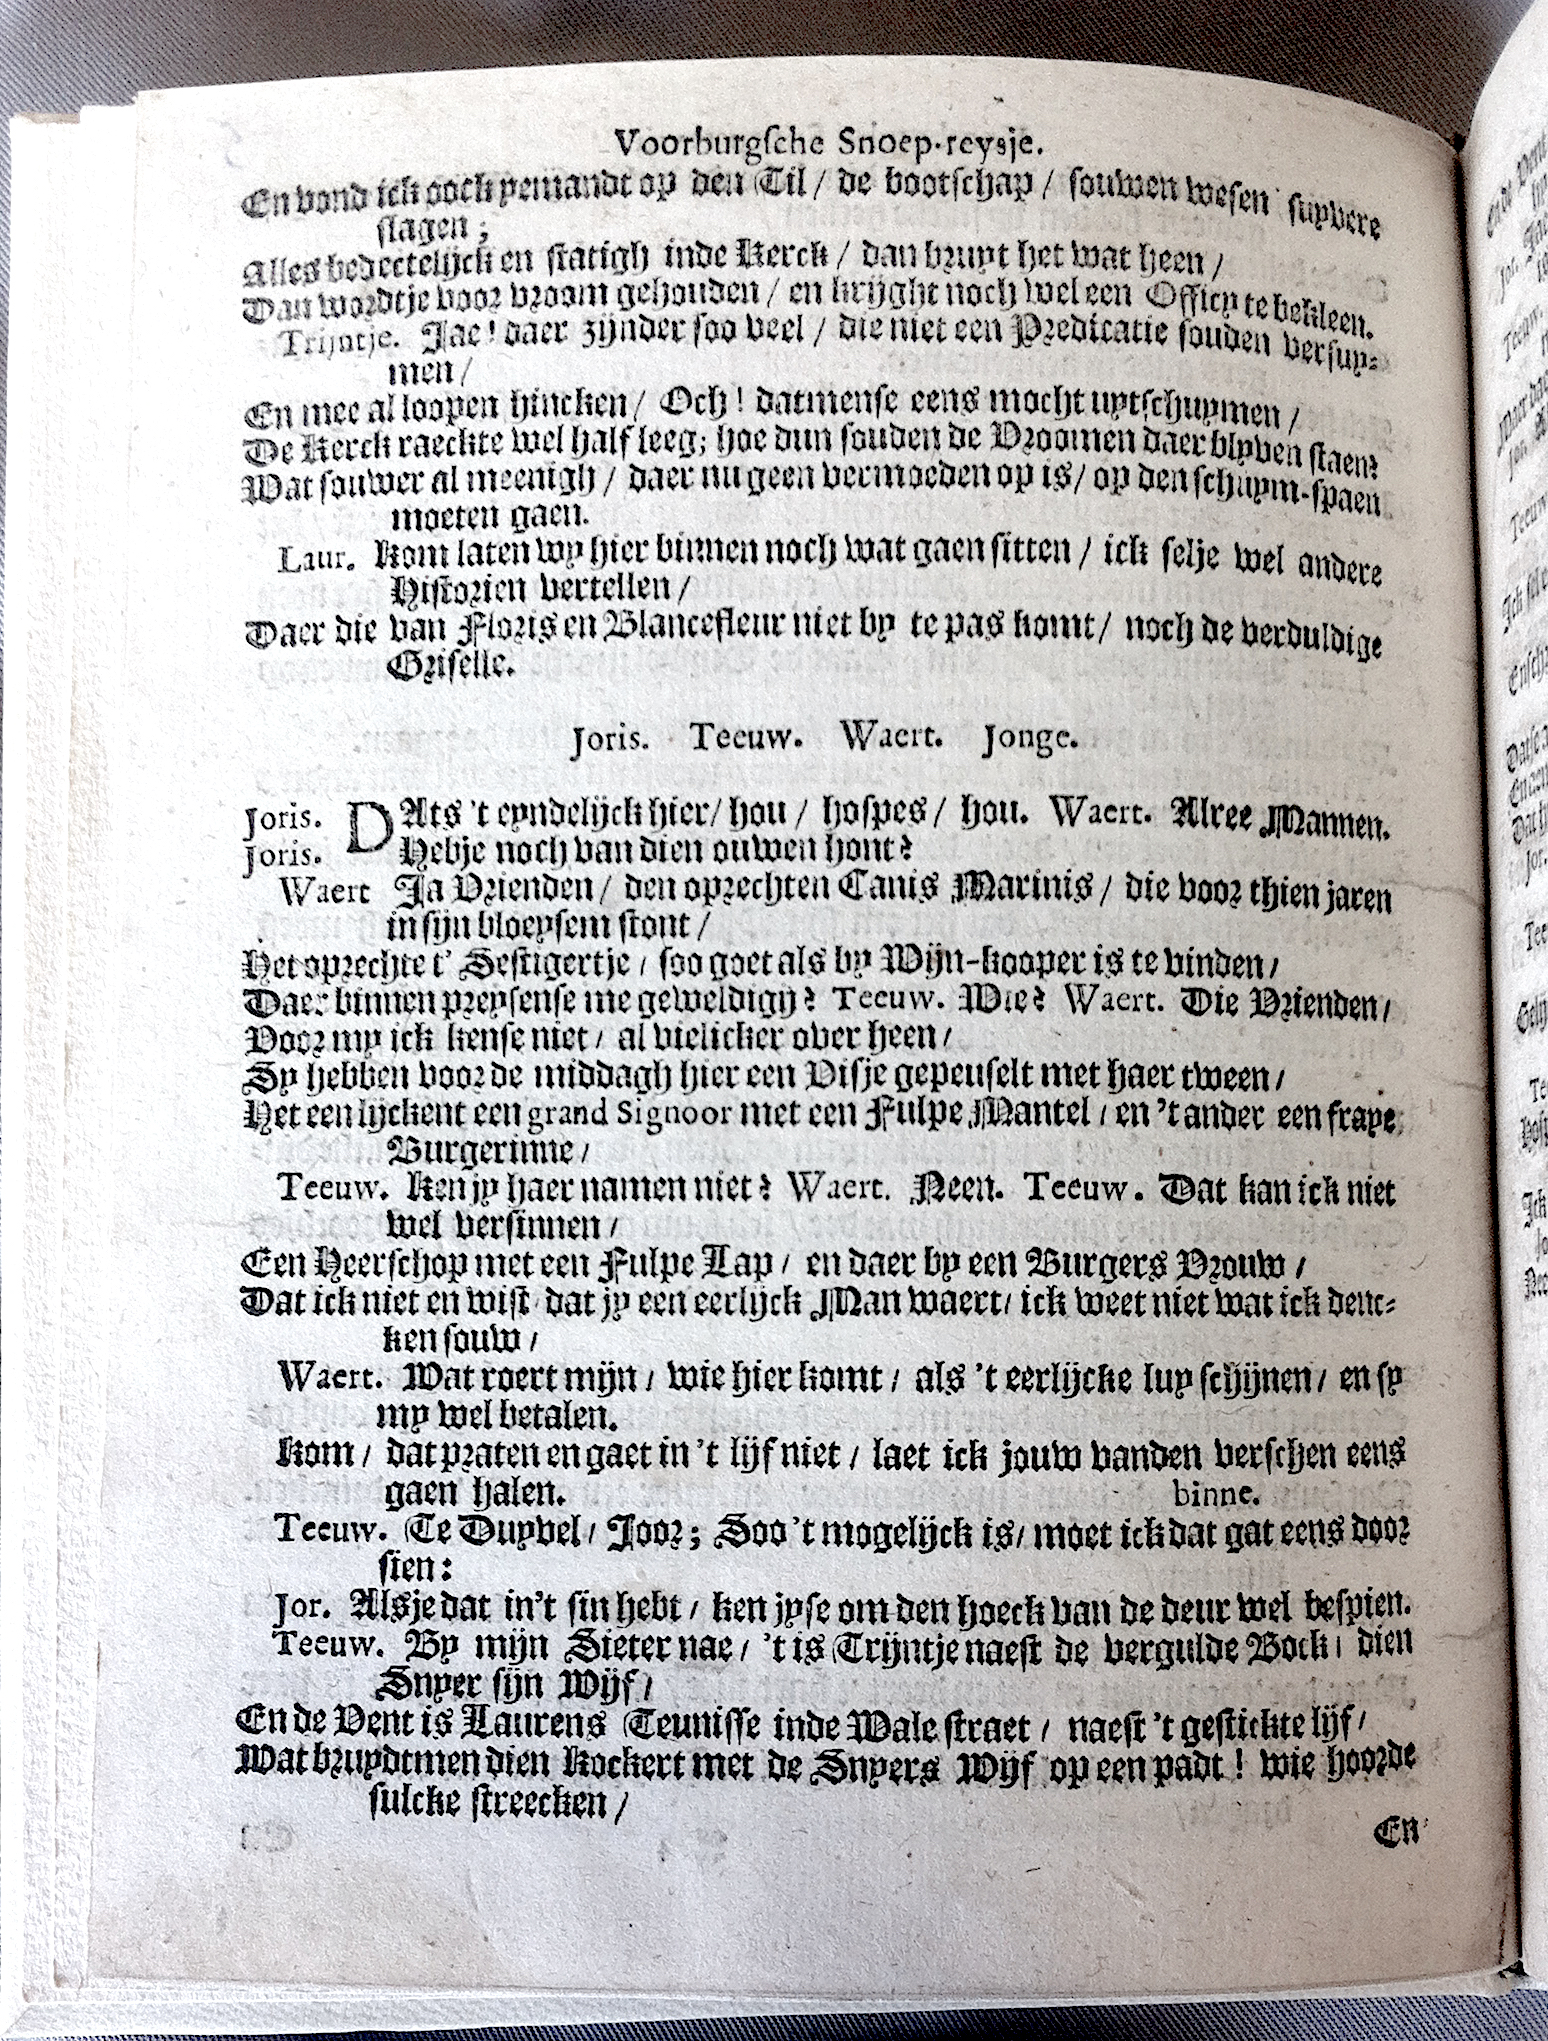 Voorburgsche Snoep-reysje.
En vond ick oock yemandt op den Til / de bootschap / souwen wesen suyvere
slagen ;
Alles bedectelijck en statigh inde Kerck / dan bruyt het wat heen /
Dan wordtje voor vroom gehouden / en krijght noch wel een Officy te bekleen.
Trijntje. Jae! daer zijnder soo veel / die niet een Predicatie souden versuy-
men /
En mee al loopen hincken / Och! datmense eens mocht uytschuymen /
De Kerck raeckte wel half leeg; hoe dun souden de Vroomen daer blyven staen?
Wat souwer al meenigh / daer nu geen vermoeden op is / op den schuym-spaen
moeten gaen.
Laur. Kom laten wy hier binnen noch wat gaen sitten / ick selje wel andere
Historien vertellen /
Daer die van Floris en Blancefleur niet by te pas komt / noch de verduldige
Griselle.
Joris. Teeuw. Waert. Jonge.
Joris. DAts 't eyndelijck hier / hou / hospes / hou. Waert. Alree Mannen.
Joris. Hebje noch van dien ouwen hont?
Waert Ja Vrienden / den oprechten Canis Marinis / die voor thien jaren
in sijn bloeysem stont /
Het oprechte t' Sestigertje / soo goet als by Wijn-kooper is te vinden /
Daer binnen preysense me geweldigh? Teeuw. Wie? Waert. Die Vrienden /
Voor my ick kense niet / al vielicker over heen /
Sy hebben voor de middagh hier een Visje gepeuselt met haer tween /
Het een lijckent een grand Signoor met een Fulpe Mantel / en 't ander een fraye
Burgerinne /
Teeuw. Ken jy haer namen niet? Waert. Neen. Teeuw. Dat kan ick niet
wel versinnen /
Een Heerschop met een Fulpe Lap / en daer by een Burgers Vrouw /
Dat ick niet en wist dat jy een eerlijck Man waert / ick weet niet wat ick denc-
ken souw /
Waert. Wat roert mijn / wie hier komt / als 't eerlijcke luy schijnen / en sy
my wel betalen.
Kom / dat praten en gaet in 't lijf niet / laet ick jouw vanden verschen eens
gaen halen. binne.
Teeuw. Te Duyvel / Joor; Soo 't mogelijck is / moet ick dat gat eens door
sien:
Jor. Alsje dat in't sin hebt / ken jyse om den hoeck van de deur wel bespien.
Teeuw. By mijn Sieter nae / 't is Trijntje naest de vergulde Bock / dien
Snyer sijn Wijf /
En de Vent is Laurens Teunisse inde Wale straet / naest 't gestickte lijf /
Wat bruydtmen dien Kockert met de Snyers Wijf op een padt! wie hoorde
sulcke streecken /
En